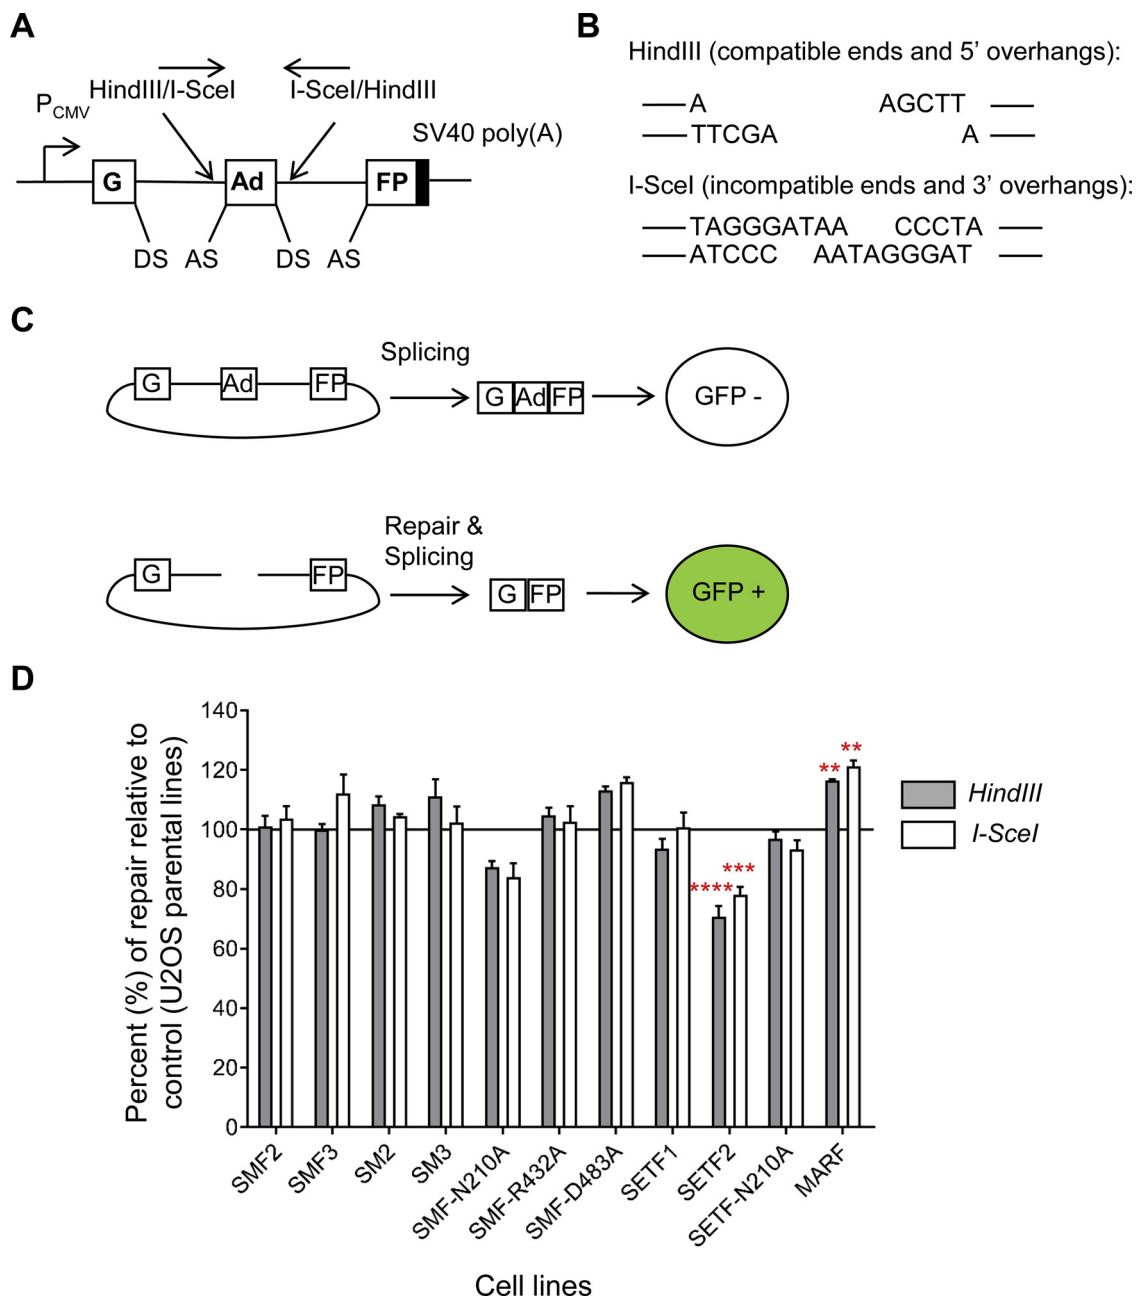 A
HindIII/I-SceI
I-SceI/HindIII
PCMV
SV40 poly(A)
G
Ad
FP
DS
AS
DS
AS
B
HindIII (compatible ends and 5’ overhangs):
A AGCTT
TTCGA A
I-SceI (incompatible ends and 3’ overhangs):
TAGGGATAA CCCTA
ATCCC AATAGGGAT
C
Splicing
G
Ad
FP
G Ad FP
GFP -
Repair &
Splicing
G
FP
G FP
GFP +
D
Percent (%) of repair relative to
control (U2OS parental lines)
140
120
100
80
60
40
20
0
****
***
**
**
HindIII
I-SceI
SMF2
SMF3
SM2
SM3
SMF-N210A
SMF-R432A
SMF-D483A
SETF1
SETF2
SETF-N210A
MARF
Cell lines